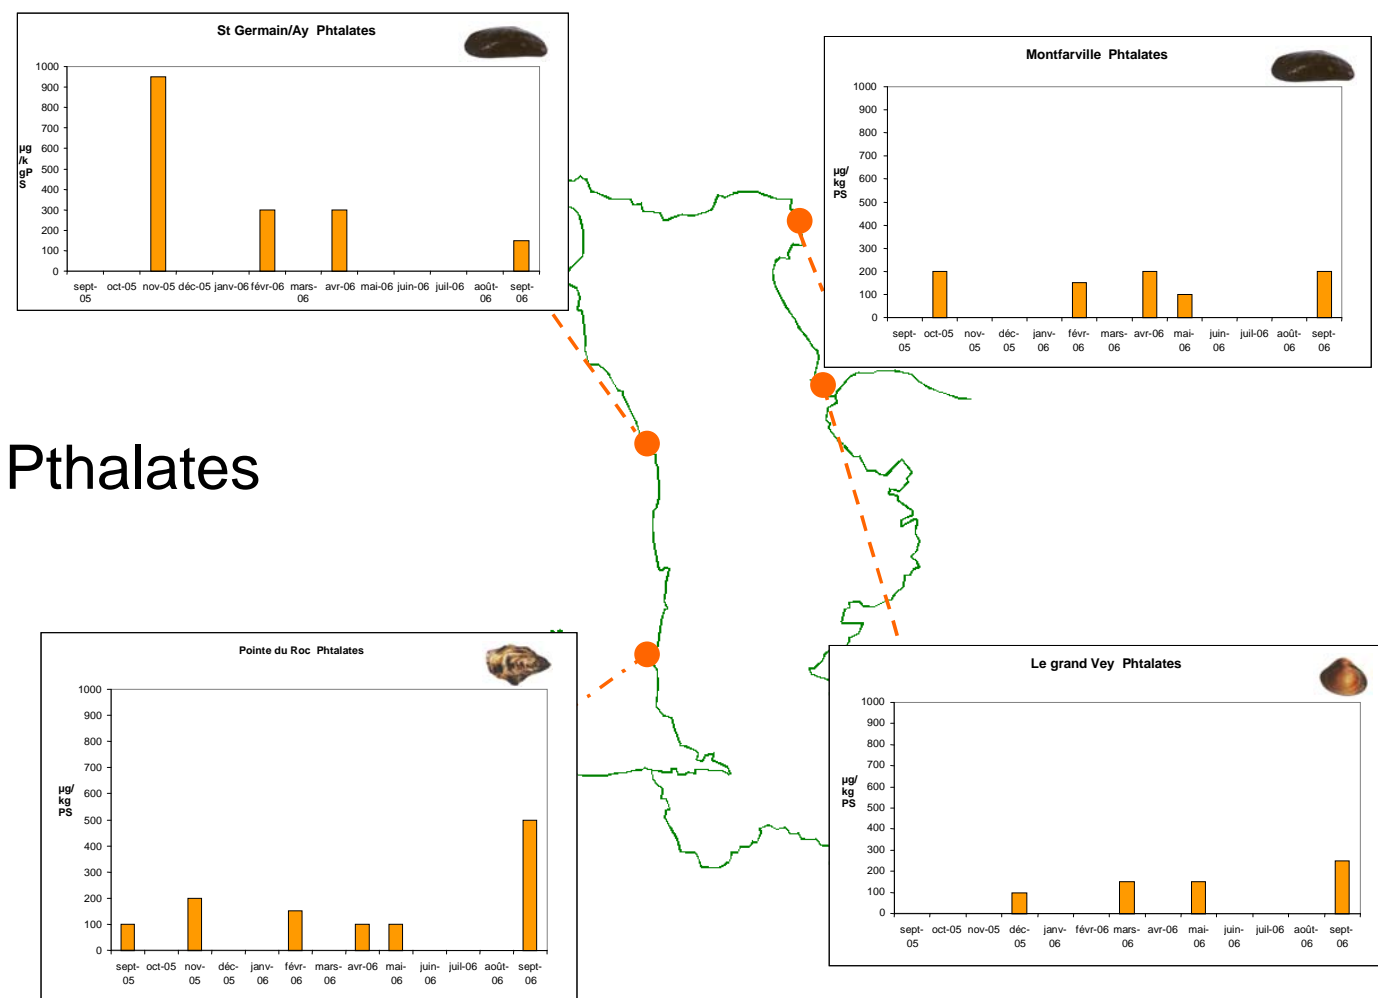 St Germain/Ay  Phtalates
1000
900
800
700
600
500
400
300
200
100
0
µg
/k
gP
S
sept-05 oct-05 nov-05 déc-05 janv-06 févr-06 mars-06 avr-06 mai-06 juin-06 juil-06 août-06 sept-06
Montfarville  Phtalates
1000
900
800
700
600
500
400
300
200
100
0
µg/
kg
PS
sept-05 oct-05 nov-05 déc-05 janv-06 févr-06 mars-06 avr-06 mai-06 juin-06 juil-06 août-06 sept-06
Pthalates
Pointe du Roc  Phtalates
1000
900
800
700
600
500
400
300
200
100
0
µg/
kg
PS
sept-05 oct-05 nov-05 déc-05 janv-06 févr-06 mars-06 avr-06 mai-06 juin-06 juil-06 août-06 sept-06
Le grand Vey  Phtalates
1000
900
800
700
600
500
400
300
200
100
0
µg/
kg
PS
sept-05 oct-05 nov-05 déc-05 janv-06 févr-06 mars-06 avr-06 mai-06 juin-06 juil-06 août-06 sept-06